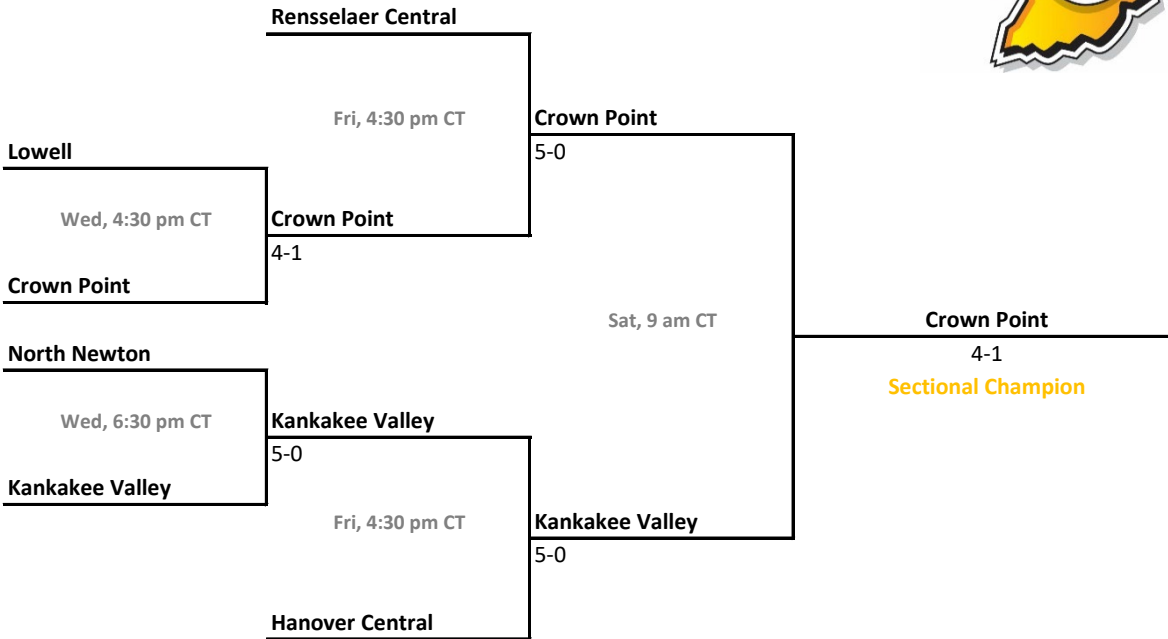 Rensselaer Central
Fri, 4:30 pm CT
Crown Point
Lowell
5-0
Wed, 4:30 pm CT
Crown Point
4-1
Crown Point
Sat, 9 am CT
Crown Point
North Newton
4-1
Sectional Champion
Wed, 6:30 pm CT
Kankakee Valley
5-0
Kankakee Valley
Fri, 4:30 pm CT
Kankakee Valley
5-0
Hanover Central